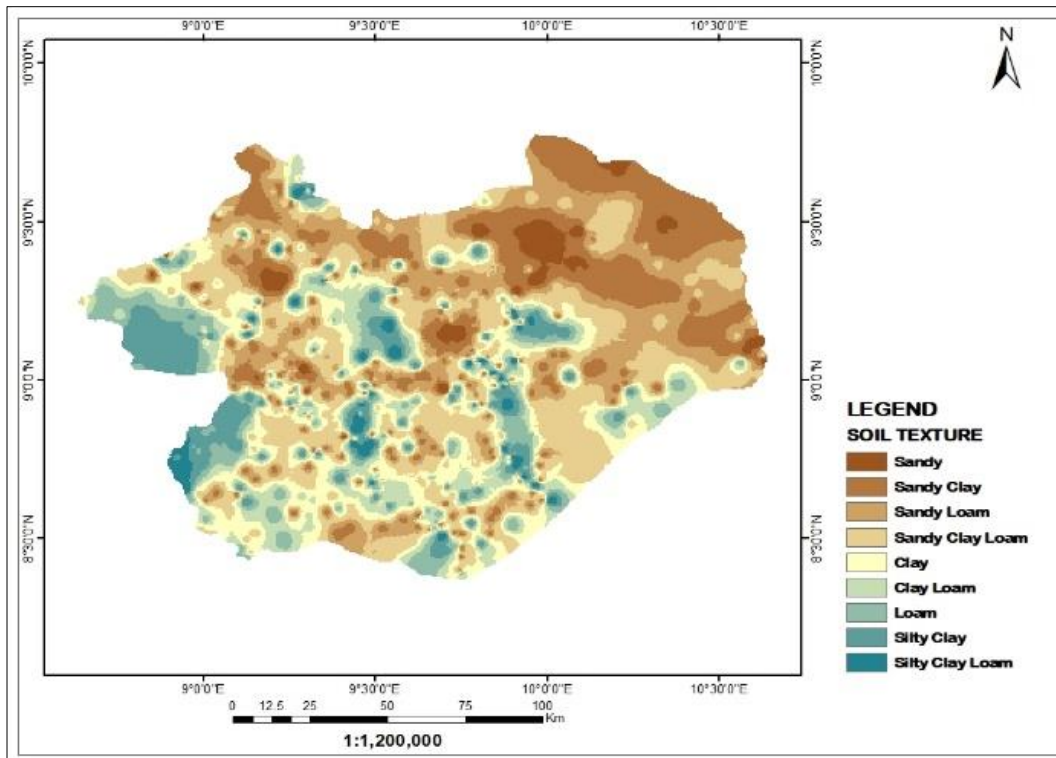 9°0'0"E 9°30'0"E 10°0'0"E 10°30'0"E
N
10°0'0"N 10°0'0"N
9°30'0"N 9°30'0"N
9°0'0"N 9°0'0"N
8°30'0"N 8°30'0"N
LEGEND
SOIL TEXTURE
Sandy
Sandy Clay
Sandy Loam
Sandy Clay Loam
Clay
Clay Loam
Loam
Silty Clay
Silty Clay Loam
9°0'0"E 9°30'0"E 10°0'0"E 10°30'0"E
0 12.5 25 50 75 100
Km
1:1,200,000